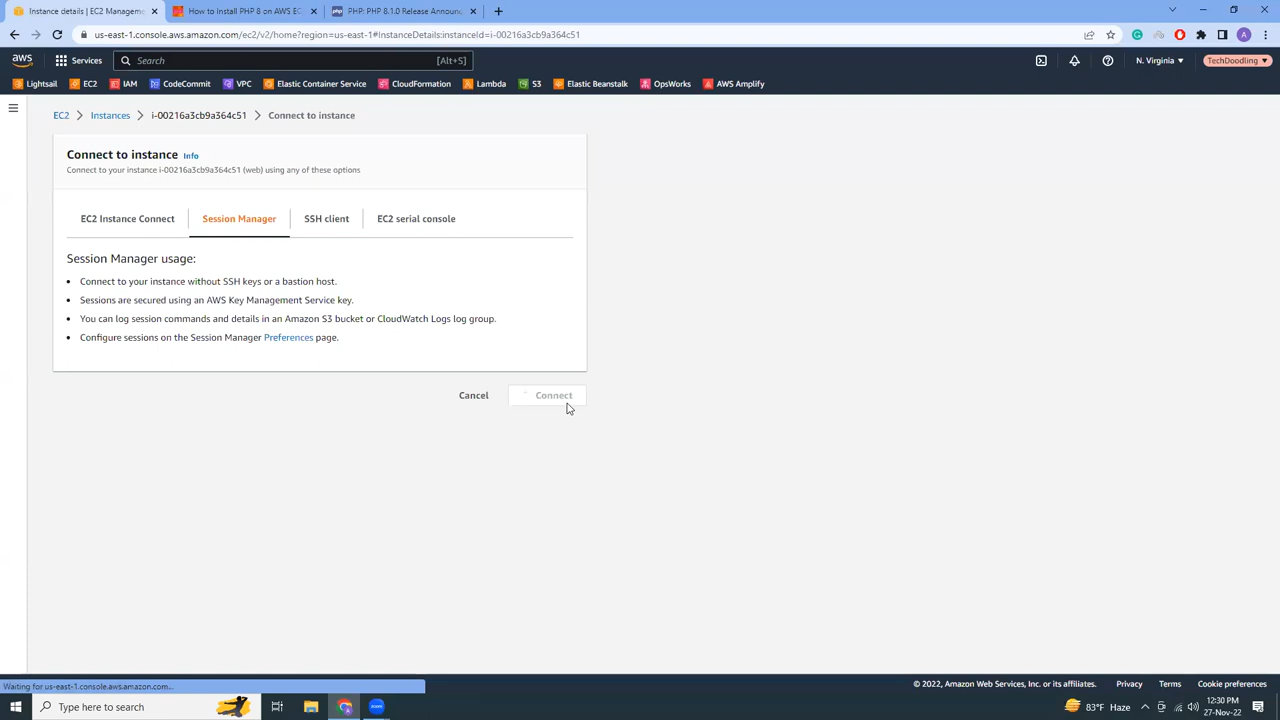 Instance details | EC2 Manageme
How to install PHP 8 on AWS EC
PHP: PHP 8.1.0 Release Announc
us-east-1.console.aws.amazon.com/ec2/v2/home?region=us-east-1#InstanceDetails:instanceId=i-00216a3cb9a364c51
A
aws
Services
Search
[Alt+S]
N. Virginia
TechDoodling
Lightsail
EC2
IAM
CodeCommit
VPC
Elastic Container Service
CloudFormation
Lambda
S3
Elastic Beanstalk
OpsWorks
AWS Amplify
EC2 > Instances > i-00216a3cb9a364c51 > Connect to instance
Connect to instance Info
Connect to your instance i-00216a3cb9a364c51 (web) using any of these options
EC2 Instance Connect
Session Manager
SSH client
EC2 serial console
Session Manager usage:
• Connect to your instance without SSH keys or a bastion host.
• Sessions are secured using an AWS Key Management Service key.
• You can log session commands and details in an Amazon S3 bucket or CloudWatch Logs log group.
• Configure sessions on the Session Manager Preferences page.
Cancel
Connect
Waiting for us-east-1.console.aws.amazon.com...
© 2022, Amazon Web Services, Inc. or its affiliates.
Privacy
Terms
Cookie preferences
Type here to search
83°F Haze
12:30 PM
27-Nov-22